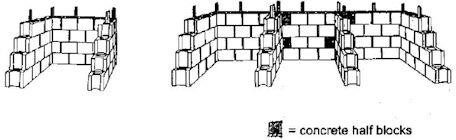 = concrete half blocks